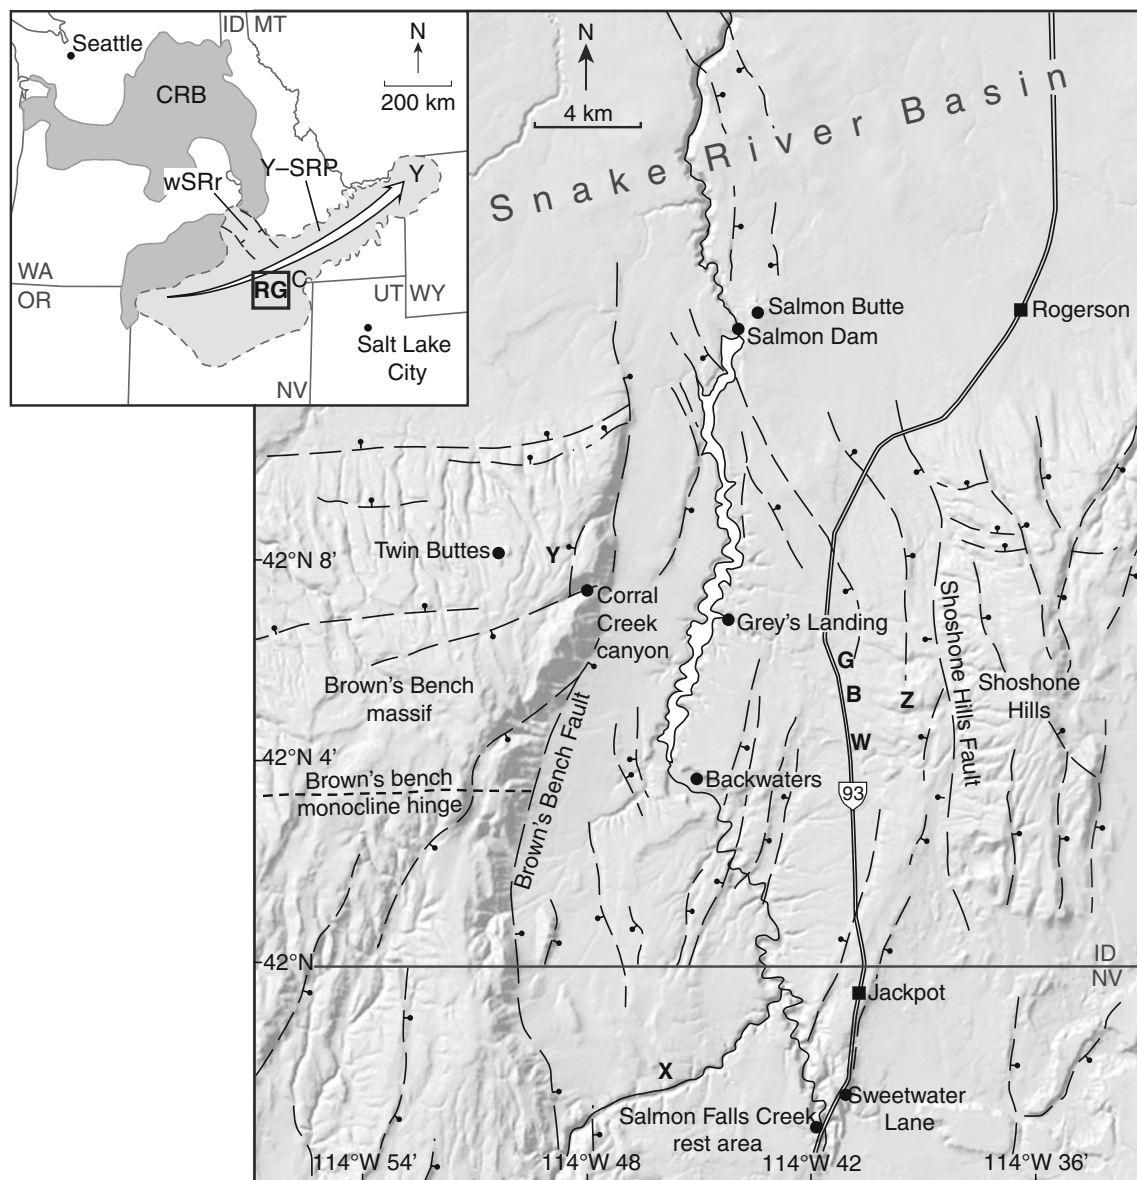 ID MT
Seattle
N
200 km
CRB
wSRr
Y–SRP
Y
WA
OR
RG
C
UT WY
Salt Lake
City
NV
N
4 km
Snake River Basin
Salmon Butte
Salmon Dam
Rogerson
Twin Buttes
Y
42°N 8'
Corral
Creek
canyon
Grey's Landing
G
B
Z
W
Shoshone Hills Fault
Shoshone
Hills
Brown's Bench
massif
Brown's Bench Fault
42°N 4'
Brown's bench
monocline hinge
Backwaters
93
42°N
ID
NV
Jackpot
X
Salmon Falls Creek
rest area
Sweetwater
Lane
114°W 54'
114°W 48
114°W 42
114°W 36'